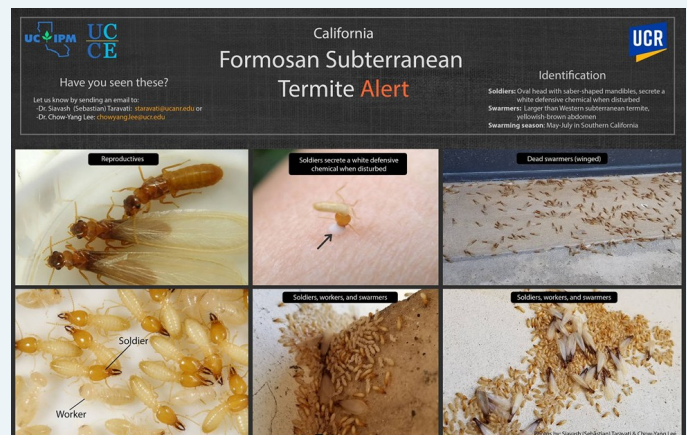 UC IPM
UC
CE
California
Formosan Subterranean
Termite Alert
UCR
Have you seen these?
Let us know by sending an email to:
-Dr. Siavash (Sebastian) Taravati: staravati@ucanr.edu or
-Dr. Chow-Yang Lee: chowyang.lee@ucr.edu
Identification
Soldiers: Oval head with saber-shaped mandibles, secrete a
white defensive chemical when disturbed
Swarmers: Larger than Western subterranean termite,
yellowish-brown abdomen
Swarming season: May-July in Southern California
Reproductives
Soldiers secrete a white defensive
chemical when disturbed
Dead swarmers (winged)
Soldier
Worker
Soldiers, workers, and swarmers
Soldiers, workers, and swarmers
by: Siavash (Sebastian) Taravati & Chow-Yang Lee